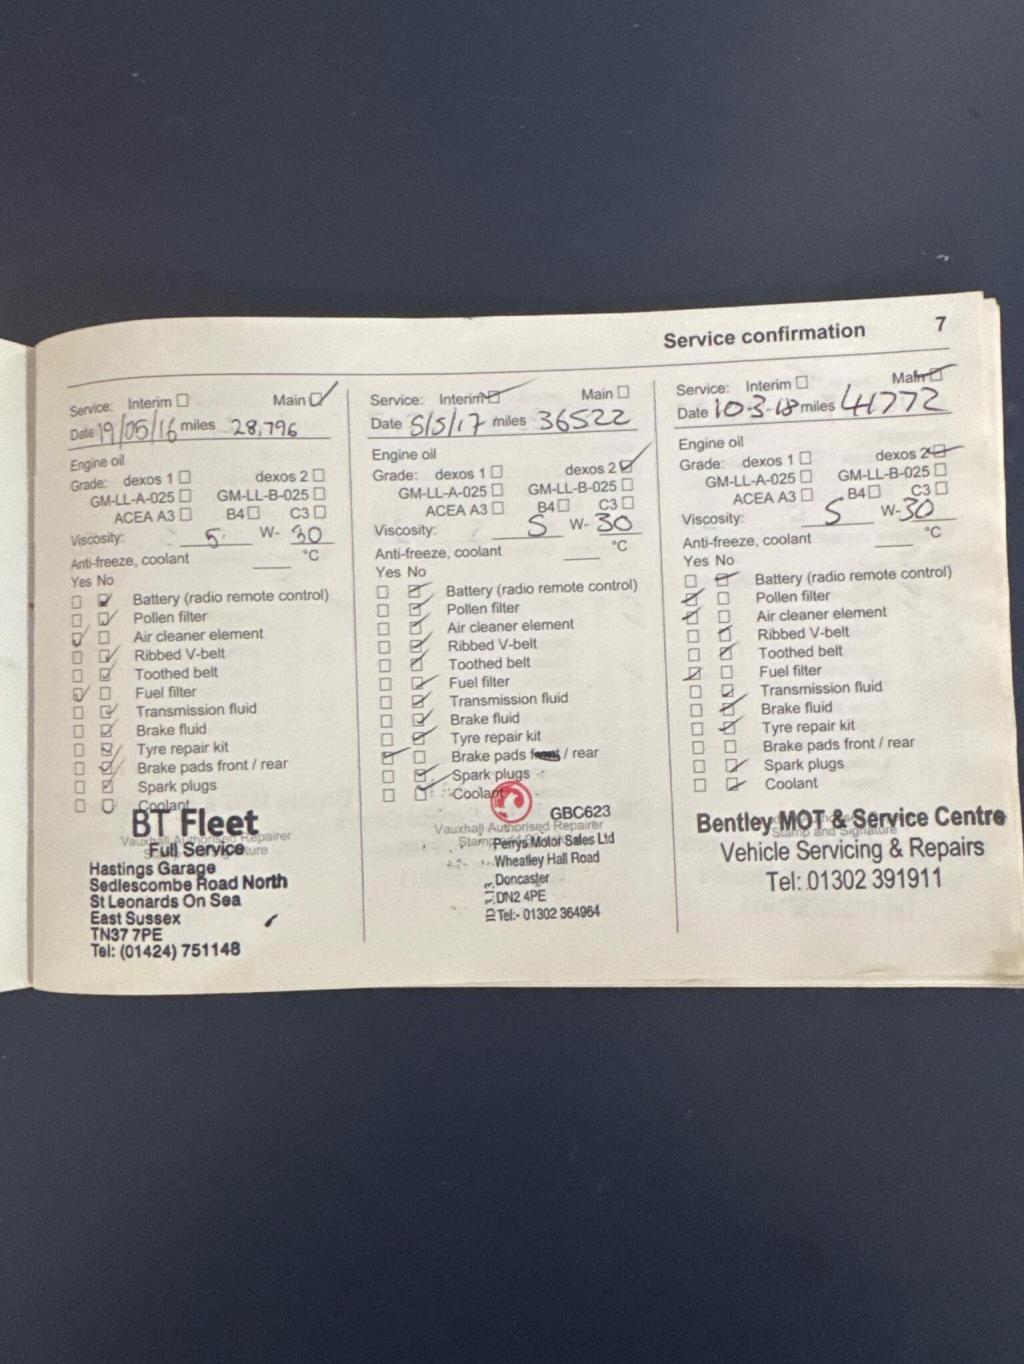 Service confirmation 7
Service: Interim Main
Date 19/05/16 miles 28,796
Engine oil
Grade: dexos 1 dexos 2
GM-LL-A-025 GM-LL-B-025
ACEA A3 B4 C3
Viscosity: 5 W- 30
Anti-freeze, coolant °C
Yes No
Battery (radio remote control)
Pollen filter
Air cleaner element
Ribbed V-belt
Toothed belt
Fuel filter
Transmission fluid
Brake fluid
Tyre repair kit
Brake pads front / rear
Spark plugs
Coolant
BT Fleet
Vauxhall Authorised Repairer
Full Service
Hastings Garage
Sedlescombe Road North
St Leonards On Sea
East Sussex
TN37 7PE
Tel: (01424) 751148
Service: Interim Main
Date 5/5/17 miles 36522
Engine oil
Grade: dexos 1 dexos 2
GM-LL-A-025 GM-LL-B-025
ACEA A3 B4 C3
Viscosity: 5 W- 30
Anti-freeze, coolant °C
Yes No
Battery (radio remote control)
Pollen filter
Air cleaner element
Ribbed V-belt
Toothed belt
Fuel filter
Transmission fluid
Brake fluid
Tyre repair kit
Brake pads front / rear
Spark plugs
Coolant
GBC623
Vauxhall Authorised Repairer
Perrys Motor Sales Ltd
Wheatley Hall Road
Doncaster
DN2 4PE
Tel:- 01302 364964
Service: Interim Main
Date 10-3-18 miles 41772
Engine oil
Grade: dexos 1 dexos 2
GM-LL-A-025 GM-LL-B-025
ACEA A3 B4 C3
Viscosity: 5 W- 30
Anti-freeze, coolant °C
Yes No
Battery (radio remote control)
Pollen filter
Air cleaner element
Ribbed V-belt
Toothed belt
Fuel filter
Transmission fluid
Brake fluid
Tyre repair kit
Brake pads front / rear
Spark plugs
Coolant
Bentley MOT & Service Centre
Stamp and Signature
Vehicle Servicing & Repairs
Tel: 01302 391911